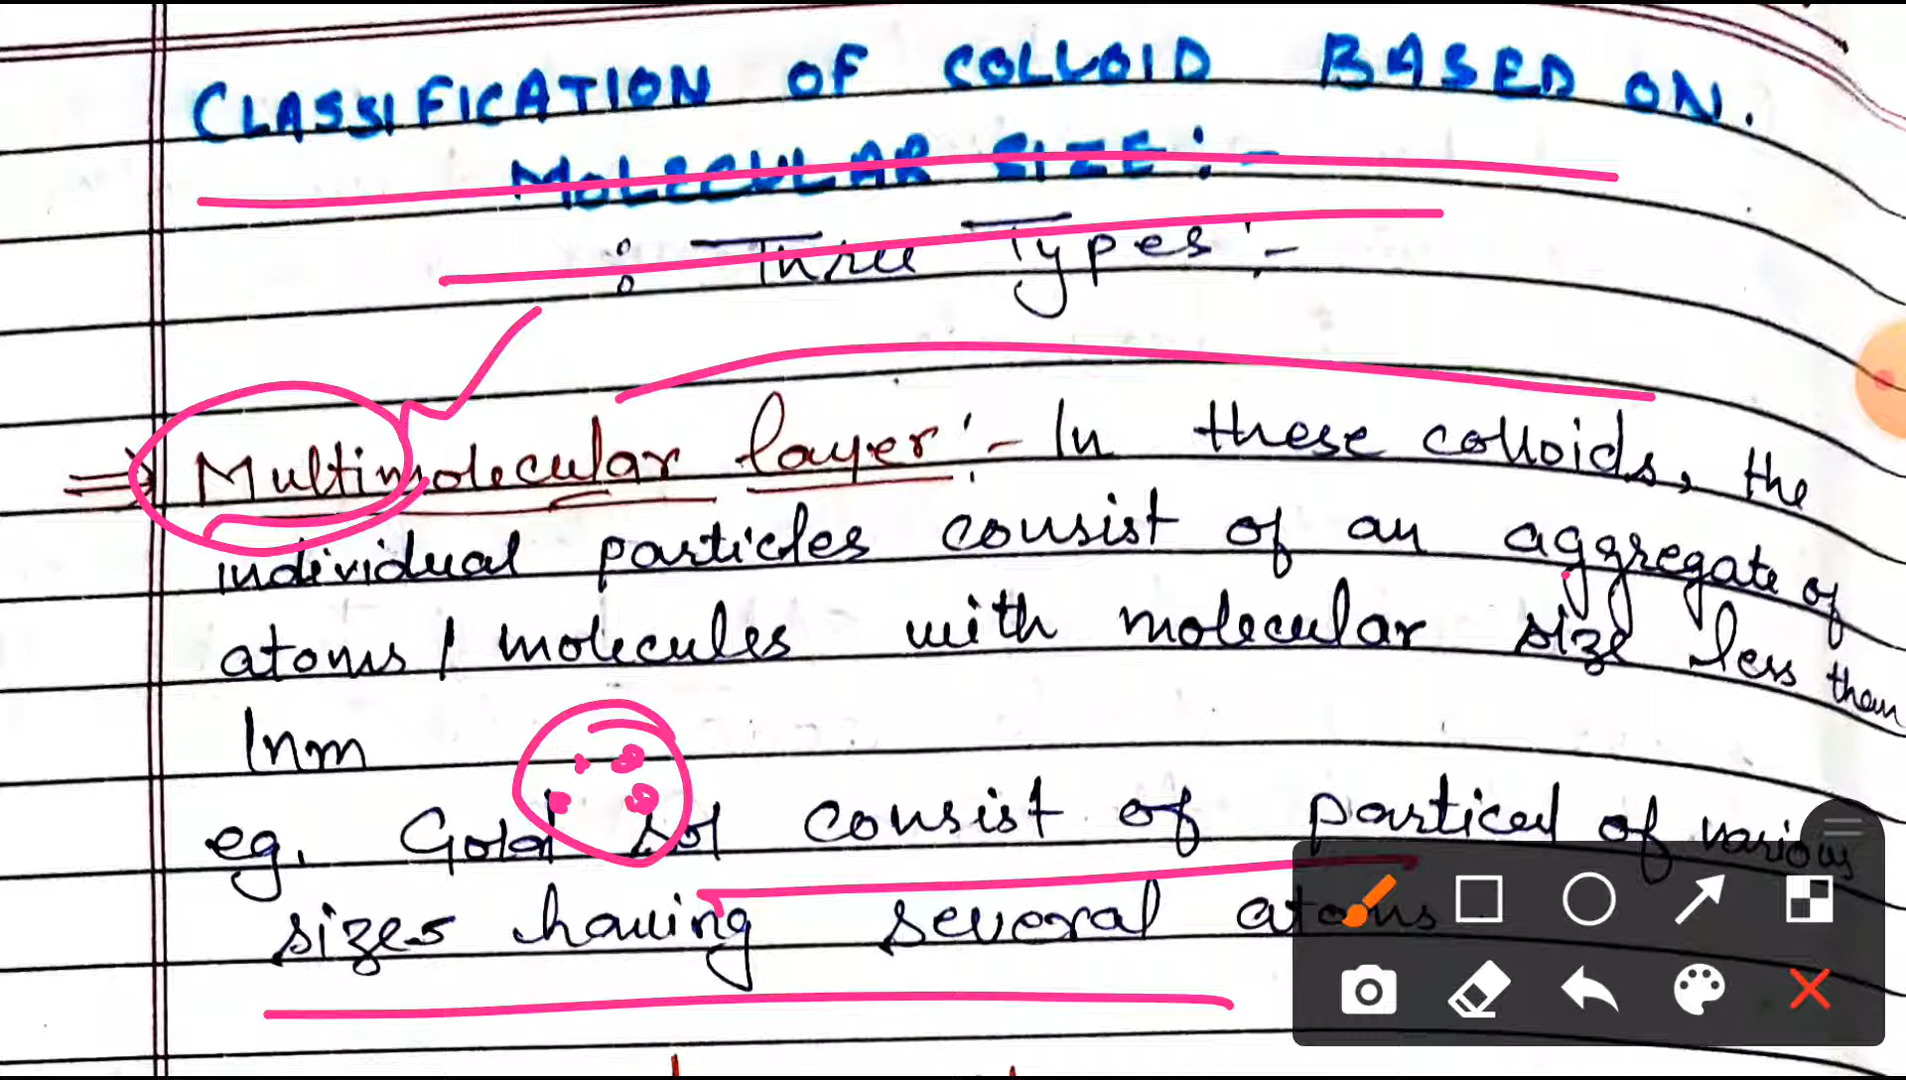 CLASSIFICATION OF COLLOID BASED ON.
MOLECULAR SIZE:-
: Three Types:-
⇒ Multimolecular layer:- In these colloids, the
individual particles consist of an aggregate of
atoms / molecules with molecular size less than
1nm
eg. Gold sol consist of partical of various
sizes having several atoms